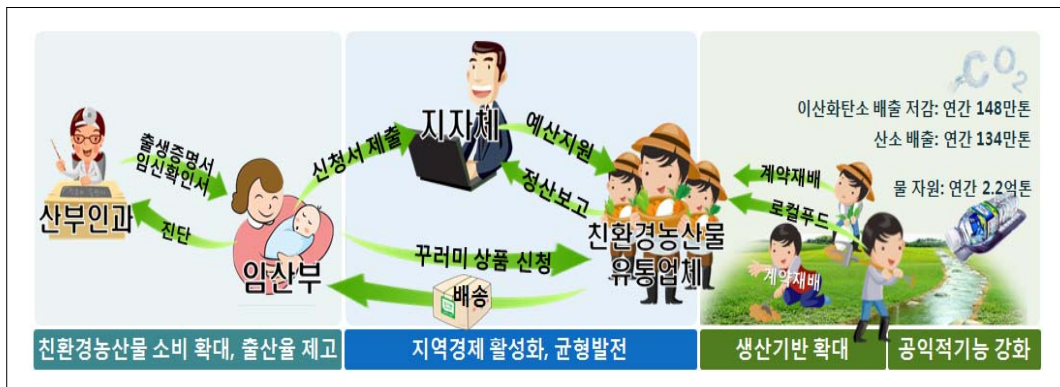 산부인과
출생증명서
임신확인서
진단
임산부
신청서 제출
지자체
예산지원
정산보고
꾸러미 상품 신청
배송
친환경농산물
유통업체
계약재배
로컬푸드
계약재배
CO2
이산화탄소 배출 저감: 연간 148만톤
산소 배출: 연간 134만톤
물 자원: 연간 2.2억톤
친환경농산물 소비 확대, 출산율 제고
지역경제 활성화, 균형발전
생산기반 확대
공익적기능 강화